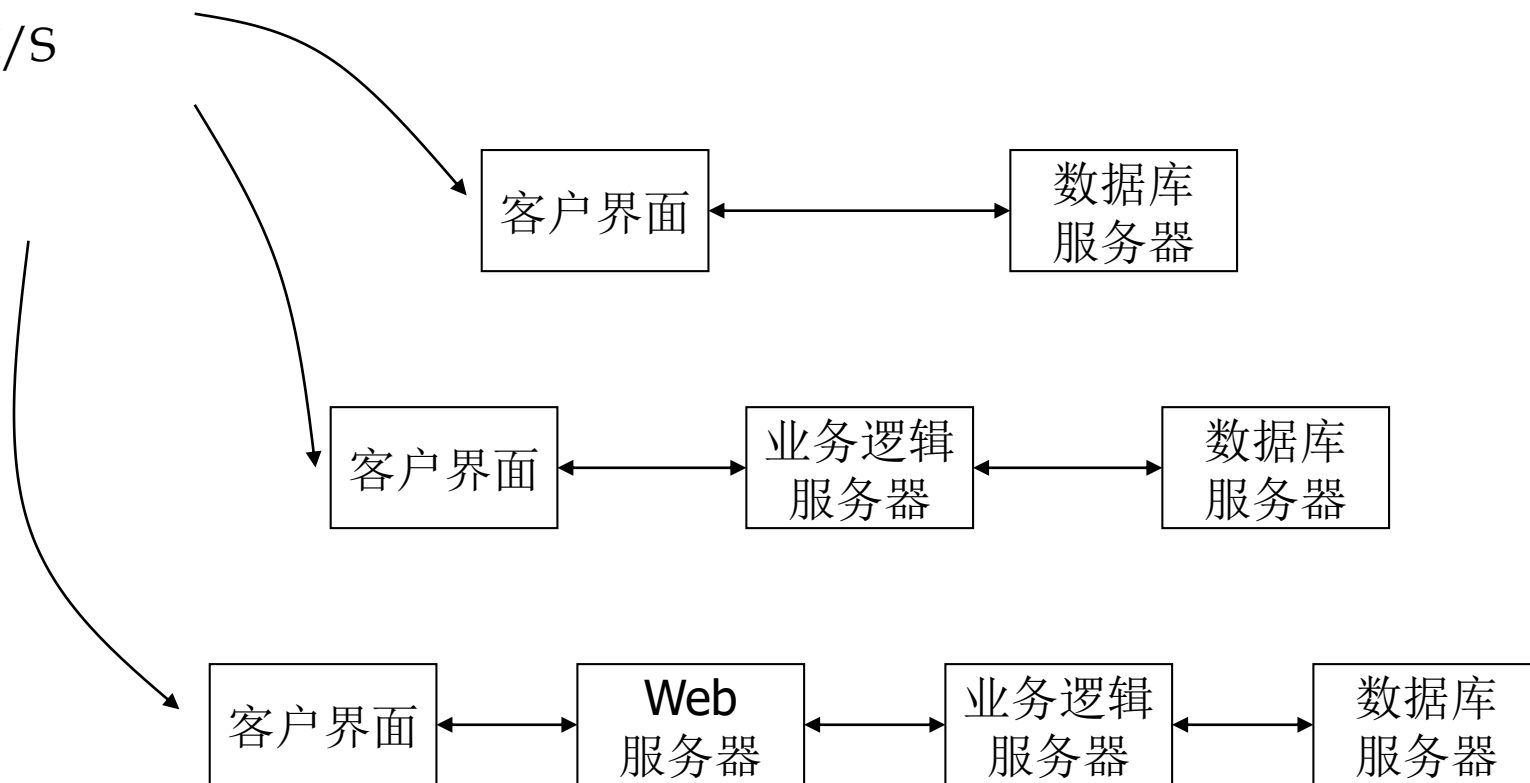 /S
客户界面
数据库
服务器
客户界面
业务逻辑
服务器
数据库
服务器
客户界面
Web
服务器
业务逻辑
服务器
数据库
服务器